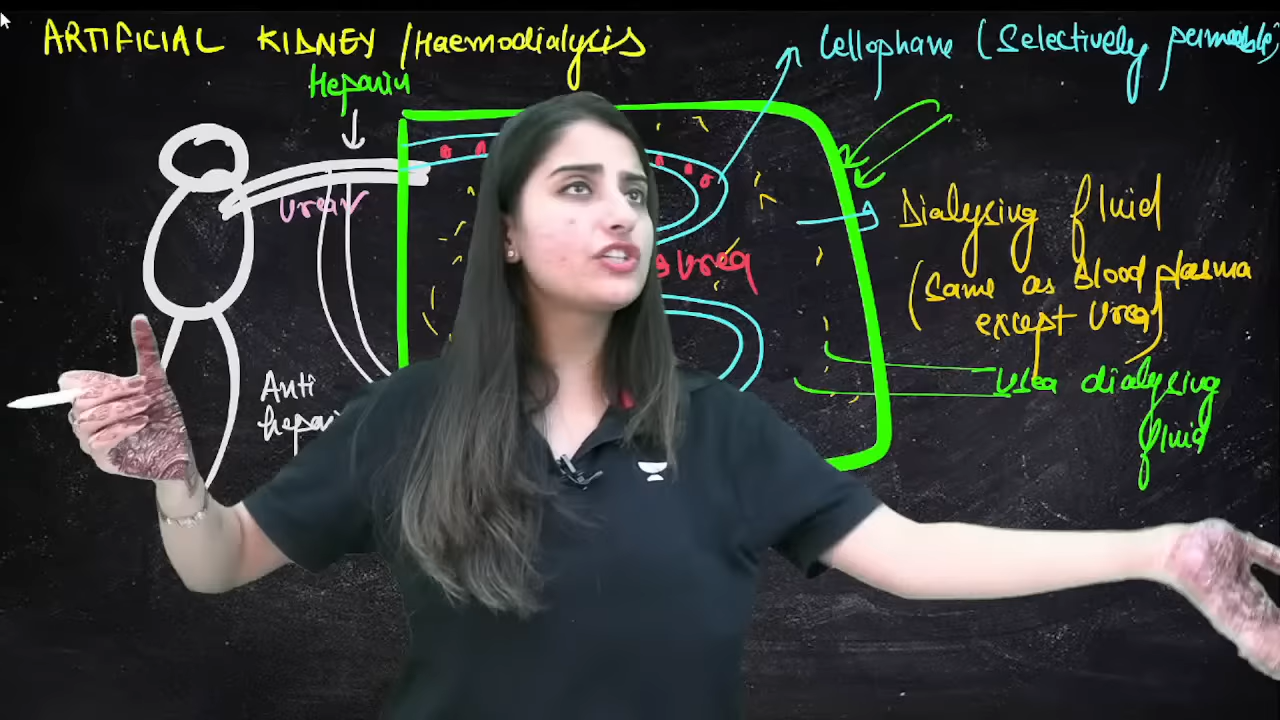 ARTIFICIAL KIDNEY / Haemodialysis
Heparin
Cellophane (Selectively permeable)
Urea
Urea
Dialysing fluid
(Same as Blood plasma
except Urea)
Anti
hepari
Urea dialysing
fluid